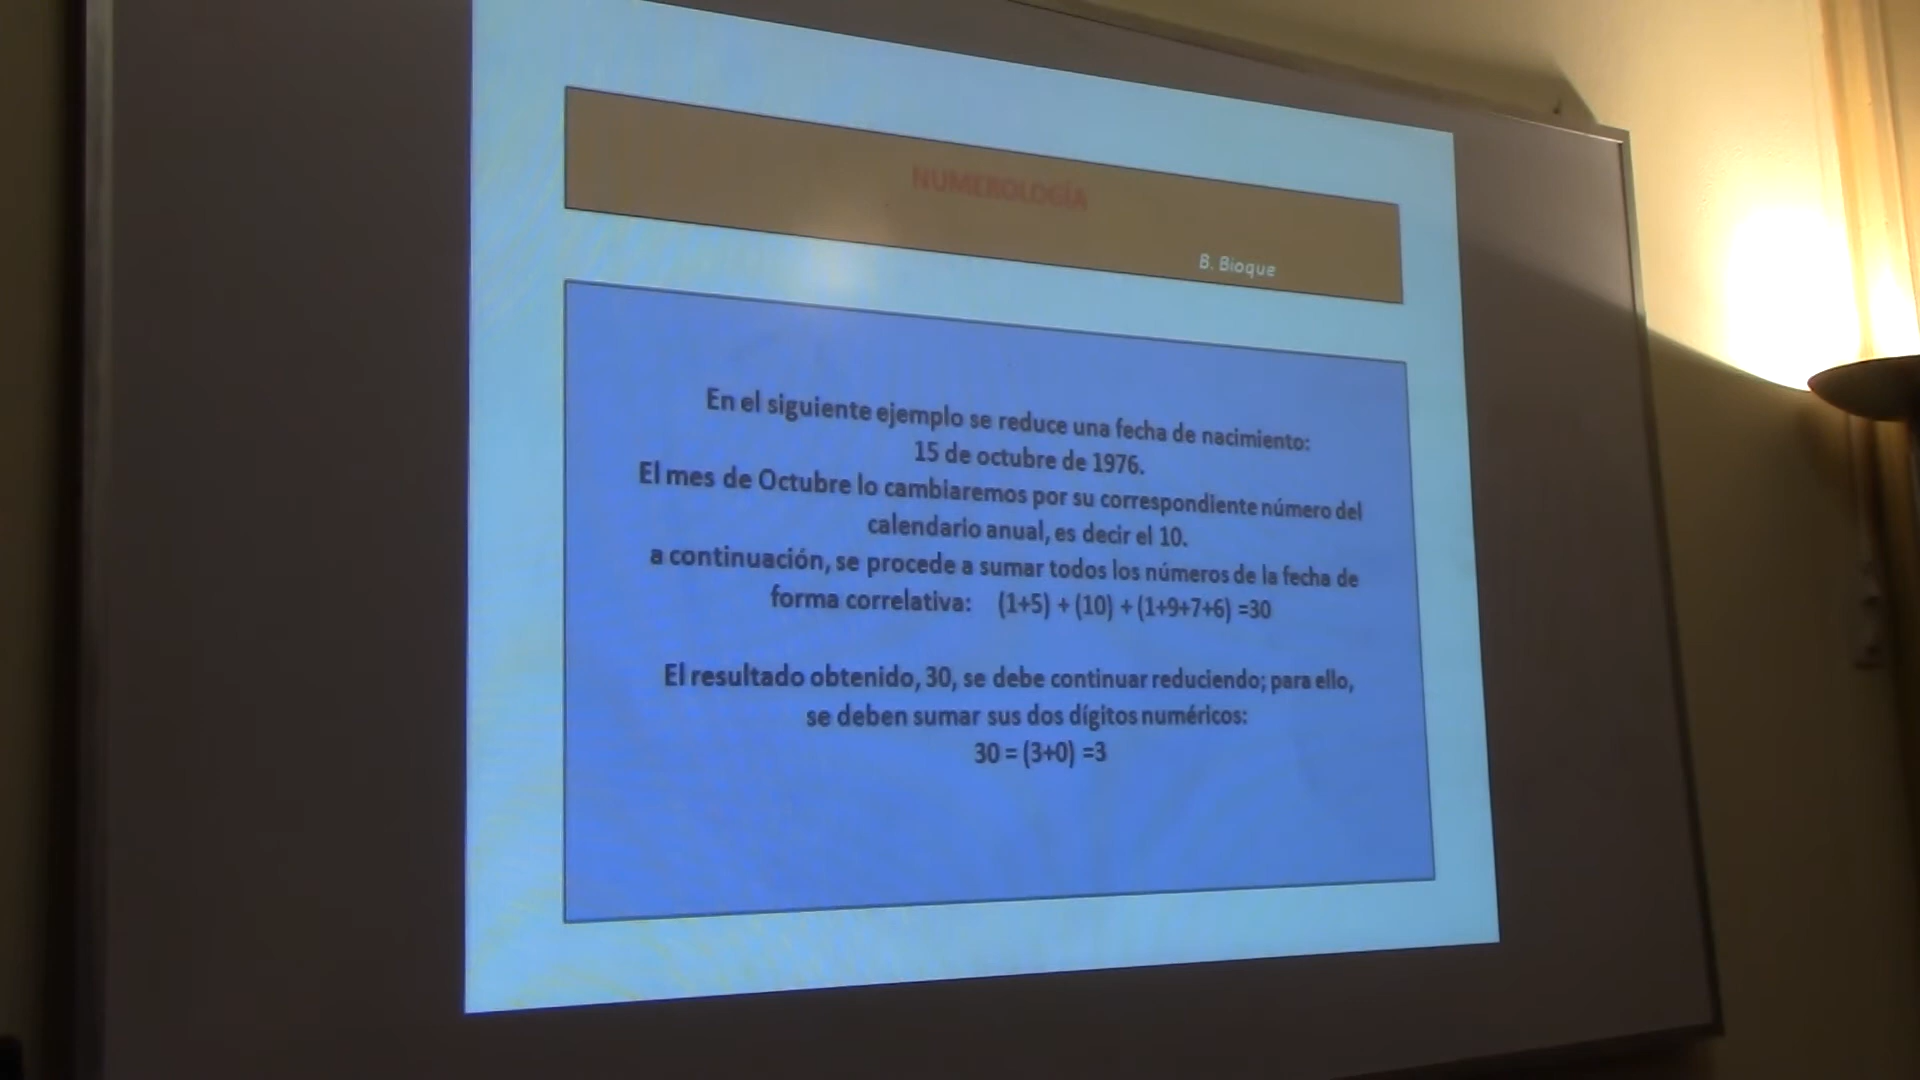 NUMEROLOGÍA
B. Bioque
En el siguiente ejemplo se reduce una fecha de nacimiento:
15 de octubre de 1976.
El mes de Octubre lo cambiaremos por su correspondiente número del
calendario anual, es decir el 10.
a continuación, se procede a sumar todos los números de la fecha de
forma correlativa: (1+5) + (10) + (1+9+7+6) =30
El resultado obtenido, 30, se debe continuar reduciendo; para ello,
se deben sumar sus dos dígitos numéricos:
30 = (3+0) =3